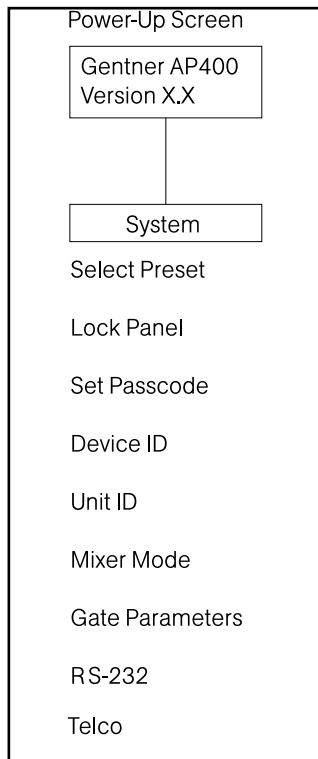 Power-Up Screen
Gentner AP400
Version X.X
System
Select Preset
Lock Panel
Set Passcode
Device ID
Unit ID
Mixer Mode
Gate Parameters
RS-232
Telco